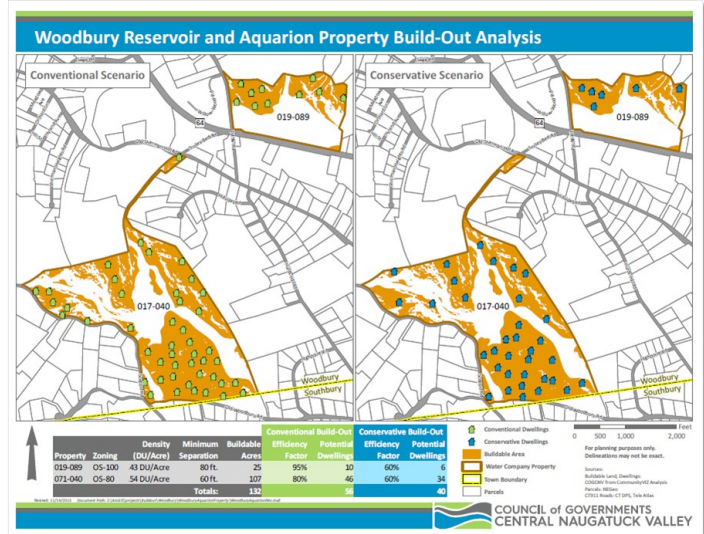 Woodbury Reservoir and Aquarion Property Build-Out Analysis
Conventional Scenario
019-089
64
017-040
Woodbury
Southbury
Conservative Scenario
019-089
64
017-040
Woodbury
Southbury
Conventional Build-Out Conservative Build-Out
Density Minimum Buildable Efficiency Potential Efficiency Potential
Property Zoning (DU/Acre) Separation Acres Factor Dwellings Factor Dwellings
019-089 OS-100 43 DU/Acre 80 ft. 25 95% 10 60% 6
071-040 OS-80 54 DU/Acre 60 ft. 107 80% 46 60% 34
Totals: 132 56 40
Conventional Dwellings
Conservative Dwellings
Buildable Area
Water Company Property
Town Boundary
Parcels
Feet
0 500 1,000 2,000
For planning purposes only.
Delineations may not be exact.
Sources:
Buildable Land, Dwellings:
COGCNV from CommunityViz Analysis
Parcels: NEGeo
CT911 Roads: CT DPS, Tele Atlas
COUNCIL of GOVERNMENTS
CENTRAL NAUGATUCK VALLEY